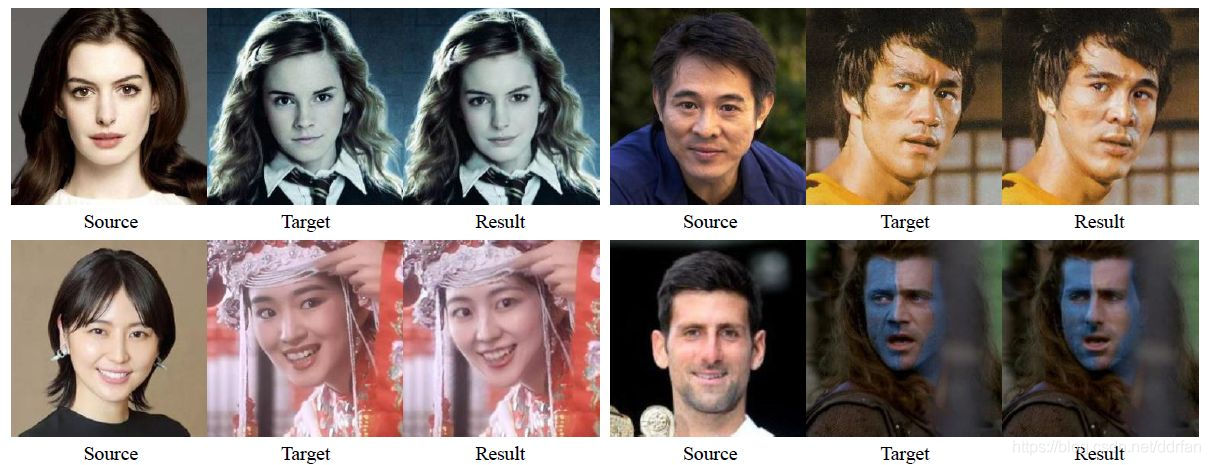 Source Target Result Source Target Result
Source Target Result Source Target Result
https://blog.csdn.net/ddrfan